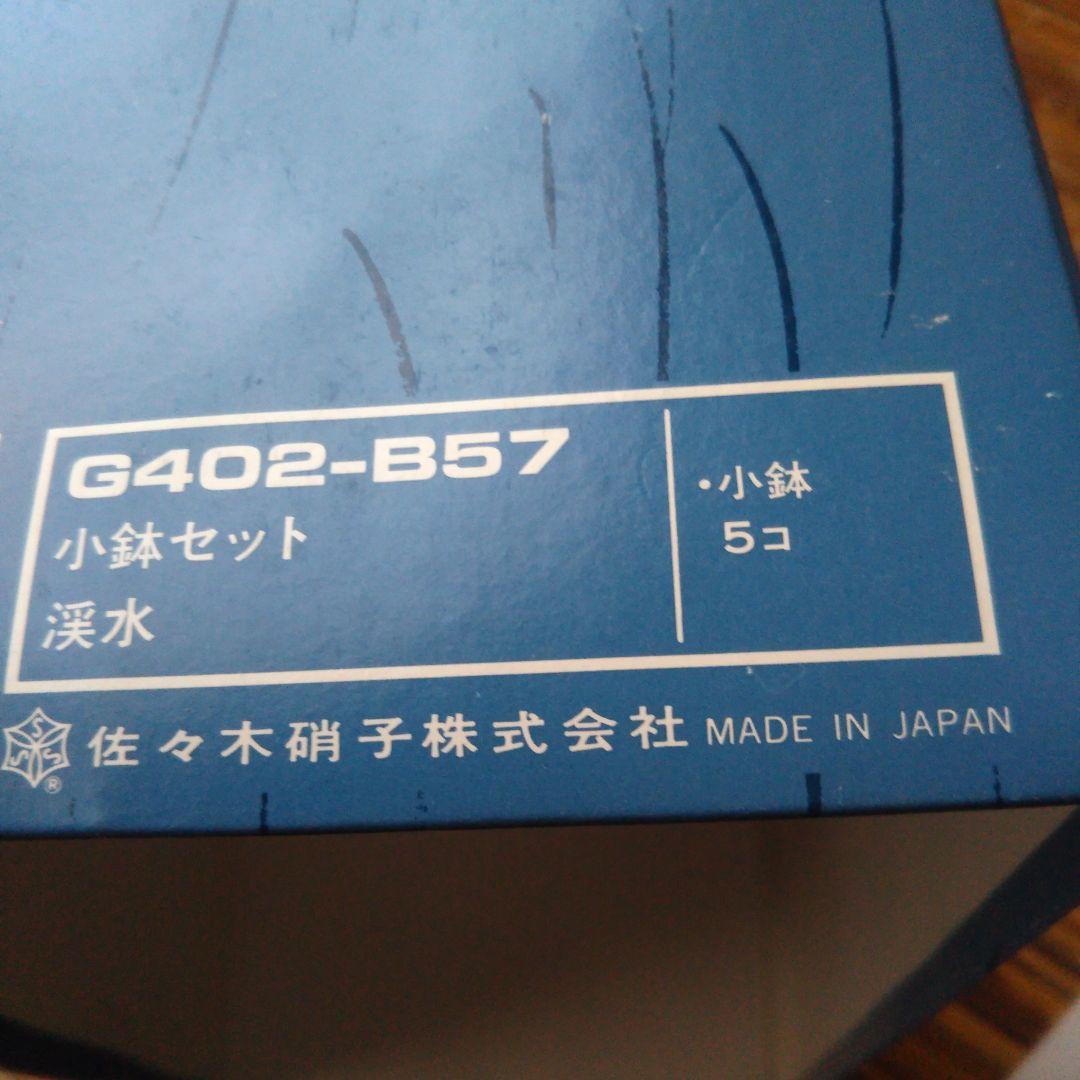 G402-B57
小鉢セット
渓水
・小鉢
5コ
SSS
®
佐々木硝子株式会社 MADE IN JAPAN